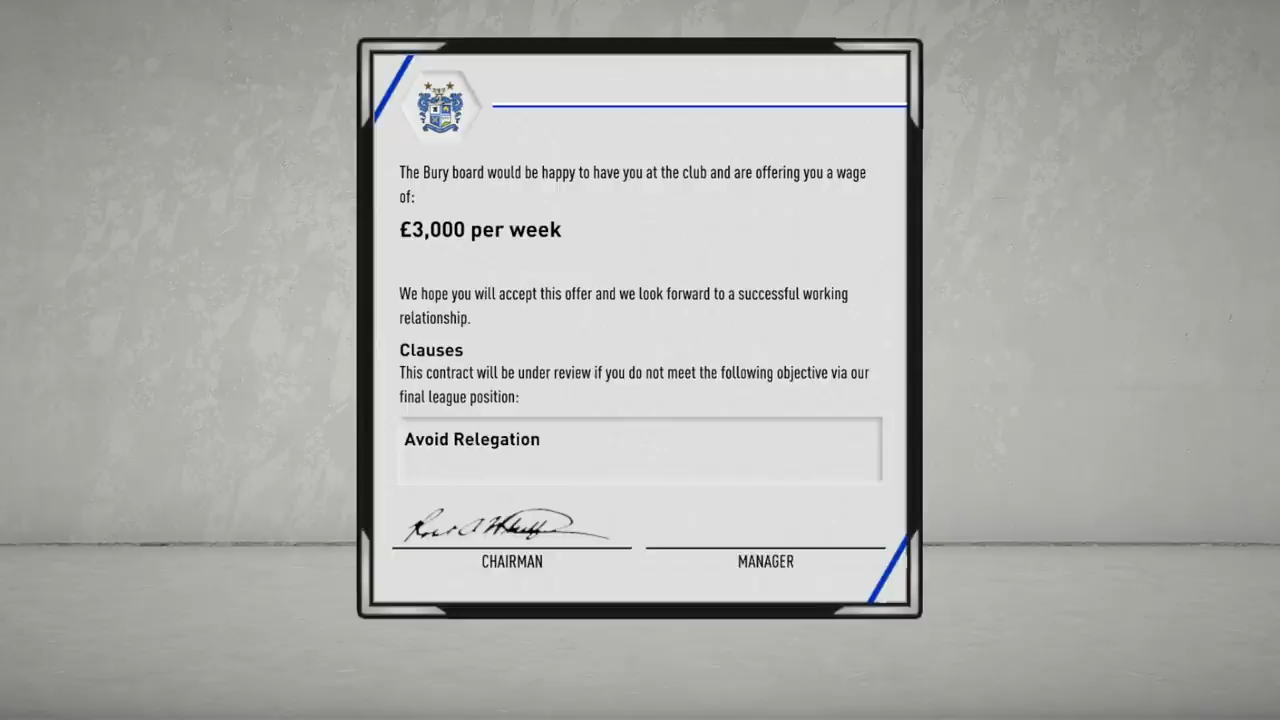 The Bury board would be happy to have you at the club and are offering you a wage
of:
£3,000 per week
We hope you will accept this offer and we look forward to a successful working
relationship.
Clauses
This contract will be under review if you do not meet the following objective via our
final league position:
Avoid Relegation
CHAIRMAN
MANAGER